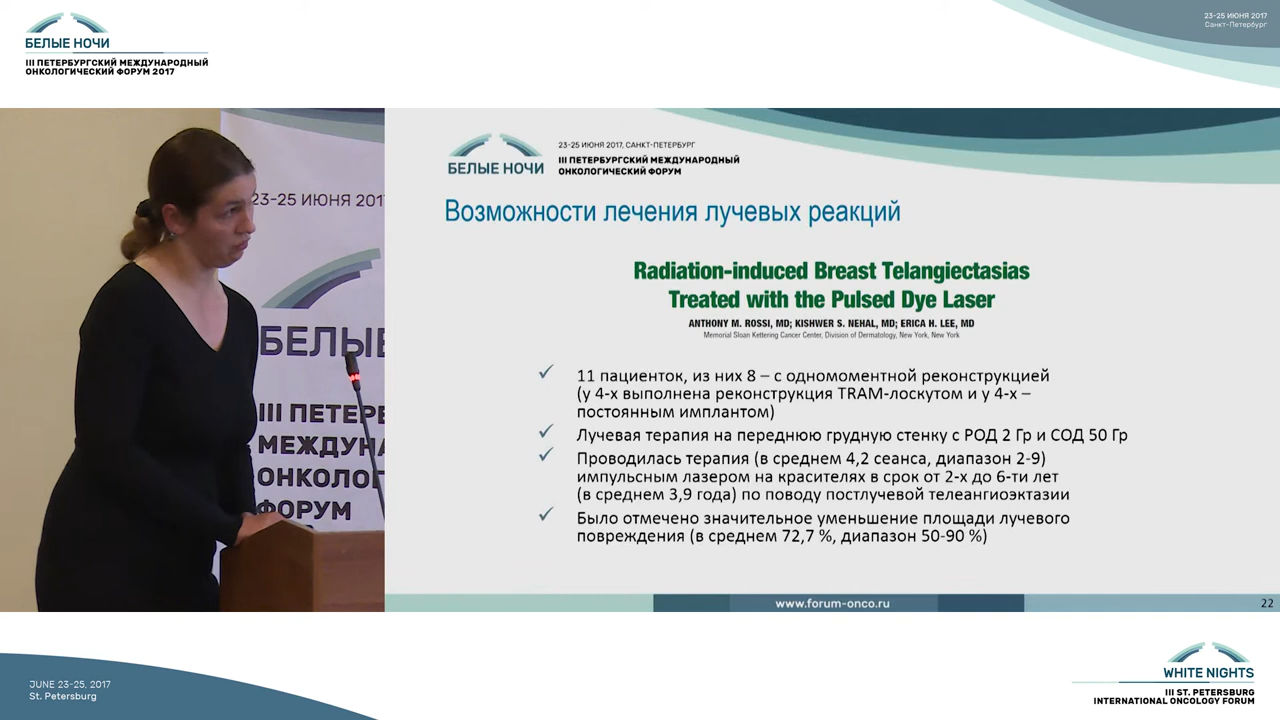 БЕЛЫЕ НОЧИ
III ПЕТЕРБУРГСКИЙ МЕЖДУНАРОДНЫЙ
ОНКОЛОГИЧЕСКИЙ ФОРУМ 2017
23-25 ИЮНЯ 2017
Санкт-Петербург
23-25 ИЮНЯ 2017
БЕЛЫЕ
III ПЕТЕРБ
МЕЖДУНА
ОНКОЛОГ
ФОРУМ
23-25 ИЮНЯ 2017, САНКТ-ПЕТЕРБУРГ
БЕЛЫЕ НОЧИ
III ПЕТЕРБУРГСКИЙ МЕЖДУНАРОДНЫЙ
ОНКОЛОГИЧЕСКИЙ ФОРУМ
Возможности лечения лучевых реакций
Radiation-induced Breast Telangiectasias
Treated with the Pulsed Dye Laser
ANTHONY M. ROSSI, MD; KISHWER S. NEHAL, MD; ERICA H. LEE, MD
Memorial Sloan Kettering Cancer Center, Division of Dermatology, New York, New York
✓ 11 пациенток, из них 8 – с одномоментной реконструкцией
(у 4-х выполнена реконструкция TRAM-лоскутом и у 4-х –
постоянным имплантом)
✓ Лучевая терапия на переднюю грудную стенку с РОД 2 Гр и СОД 50 Гр
✓ Проводилась терапия (в среднем 4,2 сеанса, диапазон 2-9)
импульсным лазером на красителях в срок от 2-х до 6-ти лет
(в среднем 3,9 года) по поводу постлучевой телеангиоэктазии
✓ Было отмечено значительное уменьшение площади лучевого
повреждения (в среднем 72,7 %, диапазон 50-90 %)
www.forum-onco.ru
22
JUNE 23-25, 2017
St. Petersburg
WHITE NIGHTS
III ST. PETERSBURG
INTERNATIONAL ONCOLOGY FORUM